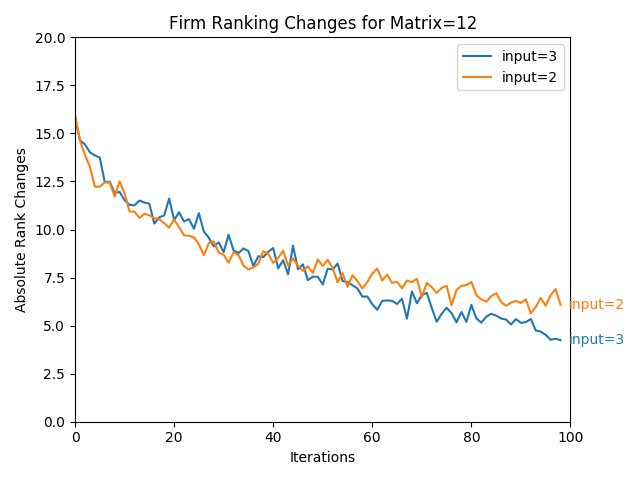 Firm Ranking Changes for Matrix=12
20.0
17.5
15.0
12.5
10.0
7.5
5.0
2.5
0.0
Absolute Rank Changes
input=3
input=2
input=2
input=3
0
20
40
60
80
100
Iterations